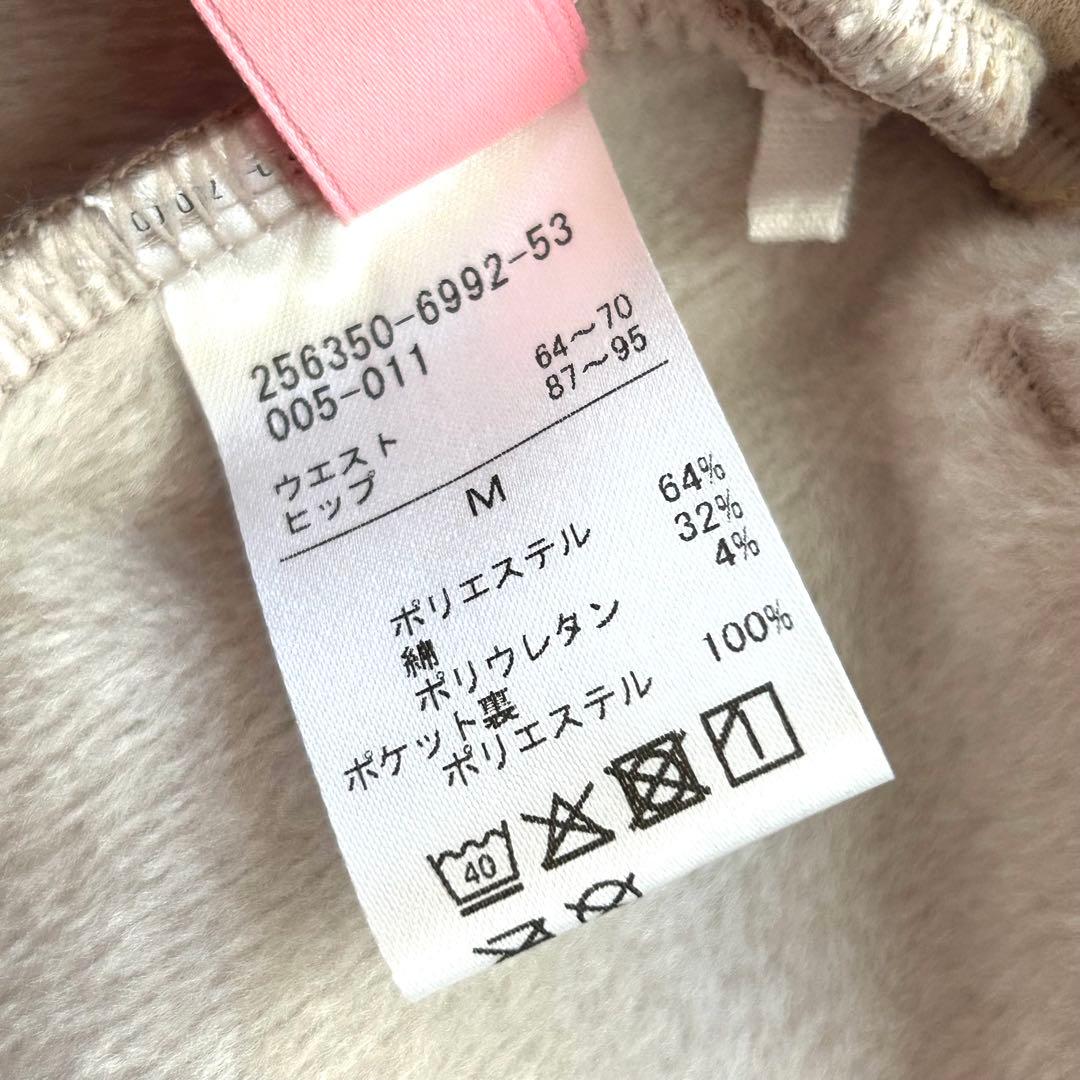 256350-6992-53
005-011
ウエスト 64～70
ヒップ 87～95
M
ポリエステル 64%
綿 32%
ポリウレタン 4%
ポケット裏
ポリエステル 100%
40